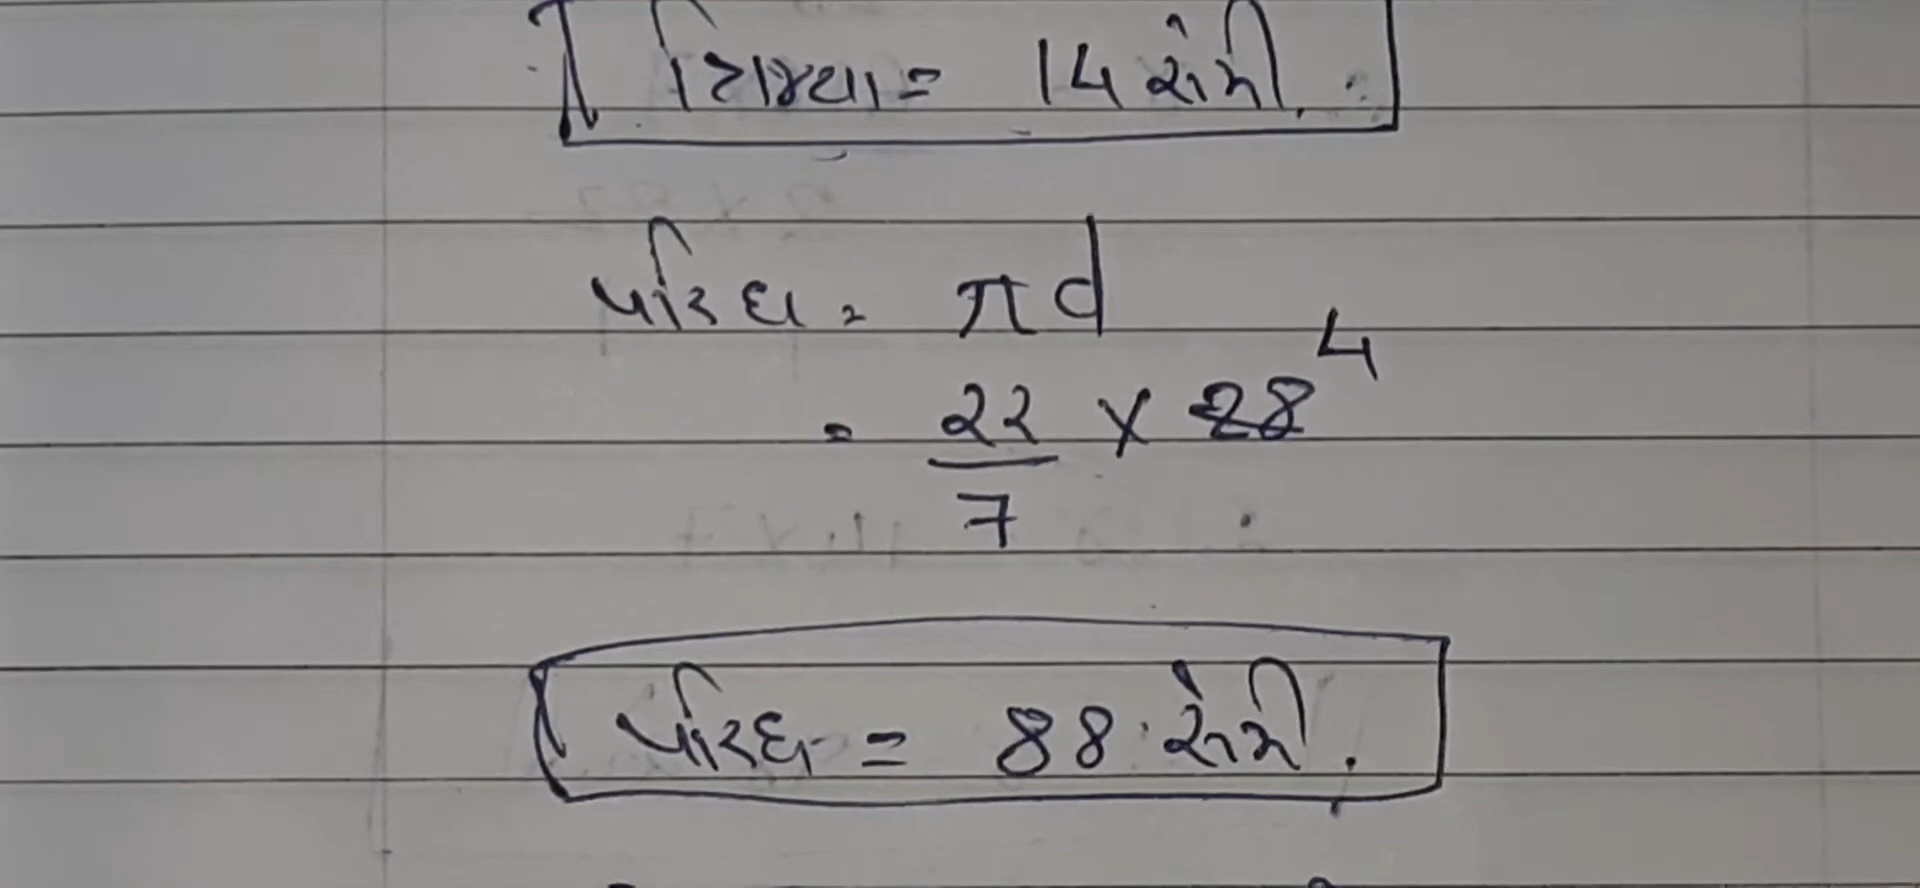 ત્રિજ્યા = 14 સેમી.
પરિઘ = πd
= 22/7 × 28 4
પરિઘ = 88 સેમી.